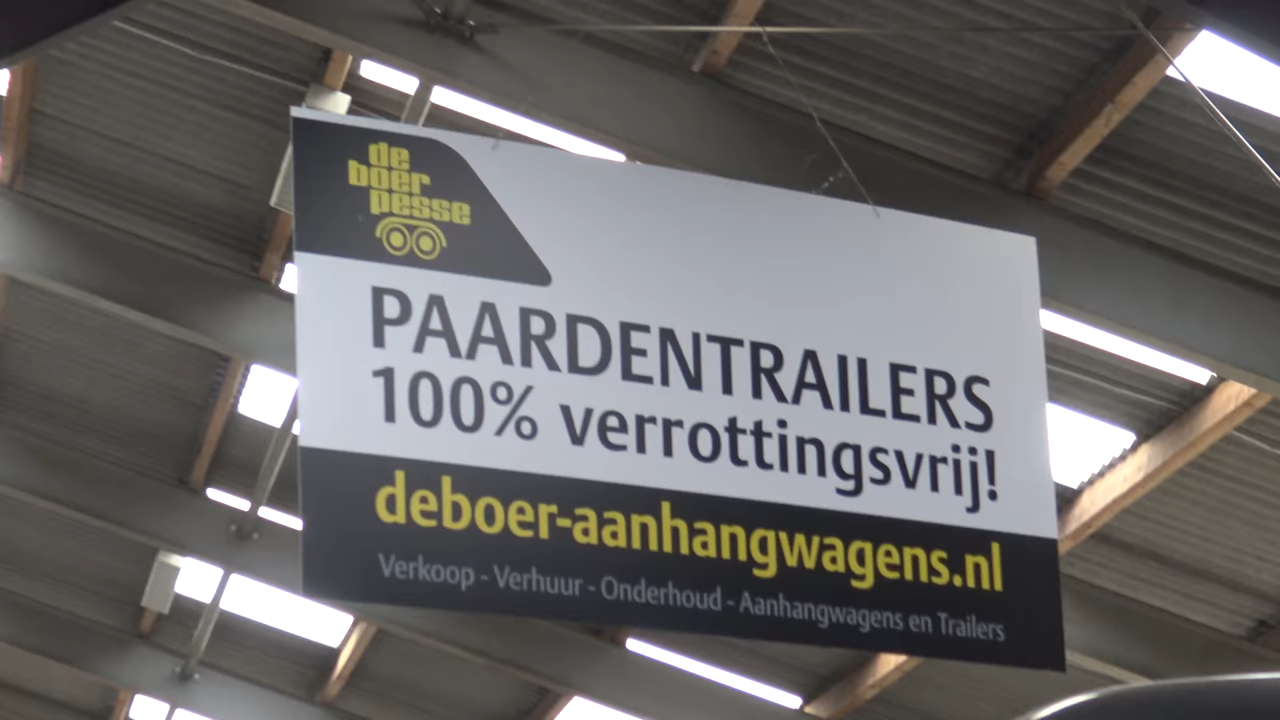 de
boer
pesse
PAARDENTRAILERS
100% verrottingsvrij!
deboer-aanhangwagens.nl
Verkoop - Verhuur - Onderhoud - Aanhangwagens en Trailers